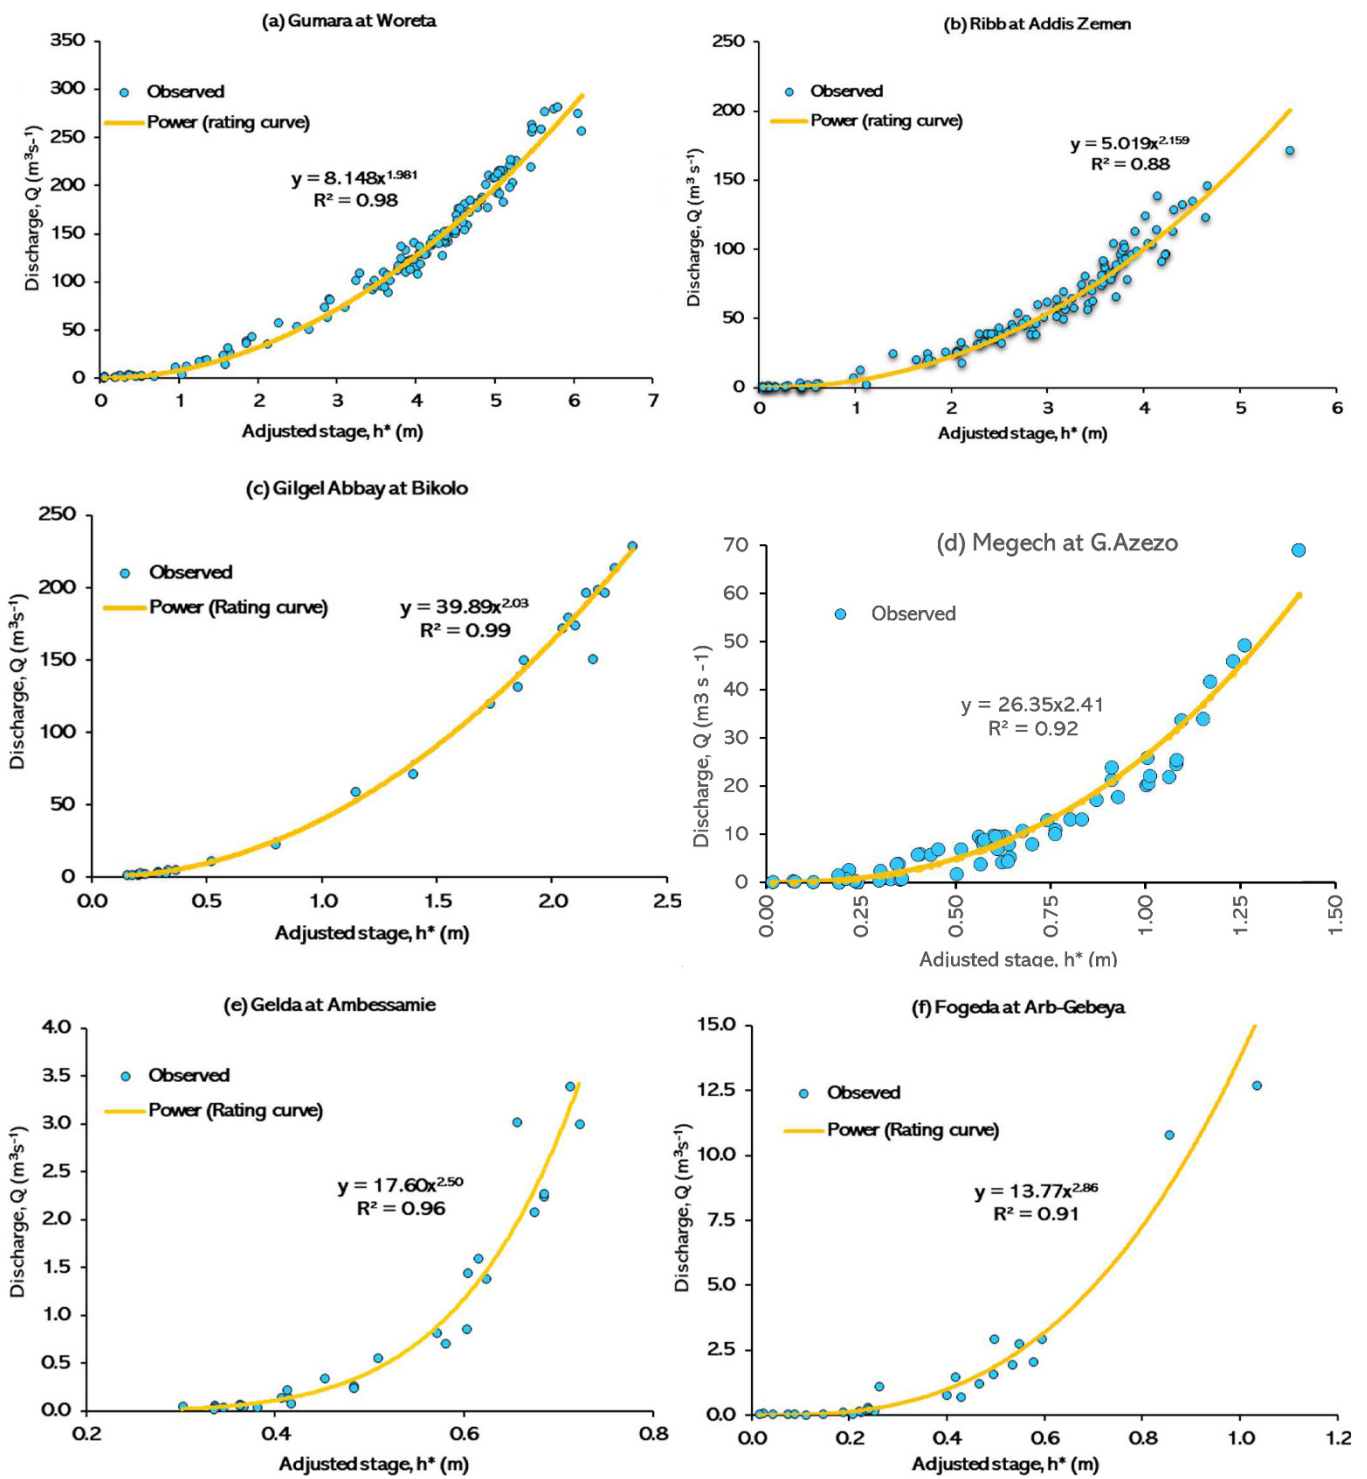 (a) Gumara at Woreta
350
300
250
200
150
100
50
0
Discharge, Q (m³s⁻¹)
Observed
Power (rating curve)
y = 8.148x^1.981
R² = 0.98
0 1 2 3 4 5 6 7
Adjusted stage, h* (m)
(b) Ribb at Addis Zemen
250
200
150
100
50
0
Discharge, Q (m³ s⁻¹)
Observed
Power (rating curve)
y = 5.019x^2.159
R² = 0.88
0 1 2 3 4 5 6
Adjusted stage, h* (m)
(c) Gilgel Abbay at Bikolo
250
200
150
100
50
0
Discharge, Q (m³s⁻¹)
Observed
Power (Rating curve)
y = 39.89x^2.03
R² = 0.99
0.0 0.5 1.0 1.5 2.0 2.5
Adjusted stage, h* (m)
(d) Megech at G.Azezo
70
60
50
40
30
20
10
0
Discharge, Q (m3 s -1)
Observed
y = 26.35x2.41
R² = 0.92
0.00 0.25 0.50 0.75 1.00 1.25 1.50
Adjusted stage, h* (m)
(e) Gelda at Ambessamie
4.0
3.5
3.0
2.5
2.0
1.5
1.0
0.5
0.0
Discharge, Q (m³s⁻¹)
Observed
Power (Rating curve)
y = 17.60x^2.50
R² = 0.96
0.2 0.4 0.6 0.8
Adjusted stage, h* (m)
(f) Fogeda at Arb-Gebeya
15.0
12.5
10.0
7.5
5.0
2.5
0.0
Discharge, Q (m³s⁻¹)
Obseved
Power (Rating curve)
y = 13.77x^2.86
R² = 0.91
0.0 0.2 0.4 0.6 0.8 1.0 1.2
Adjusted stage, h* (m)